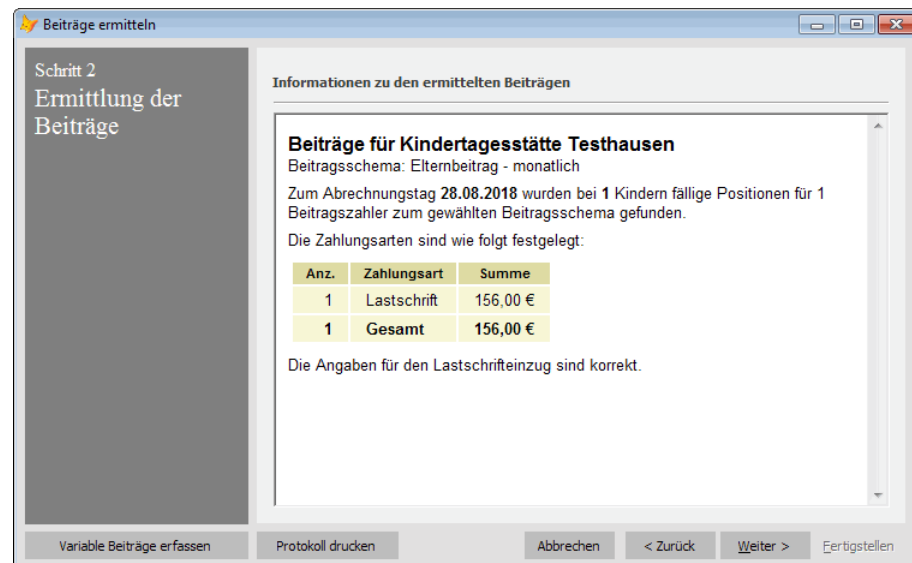 Beiträge ermitteln
Schritt 2
Ermittlung der
Beiträge
Informationen zu den ermittelten Beiträgen
Beiträge für Kindertagesstätte Testhausen
Beitragsschema: Elternbeitrag - monatlich
Zum Abrechnungstag 28.08.2018 wurden bei 1 Kindern fällige Positionen für 1
Beitragszahler zum gewählten Beitragsschema gefunden.
Die Zahlungsarten sind wie folgt festgelegt:
Anz. Zahlungsart Summe
1 Lastschrift 156,00 €
1 Gesamt 156,00 €
Die Angaben für den Lastschrifteinzug sind korrekt.
Variable Beiträge erfassen Protokoll drucken Abbrechen < Zurück Weiter > Fertigstellen